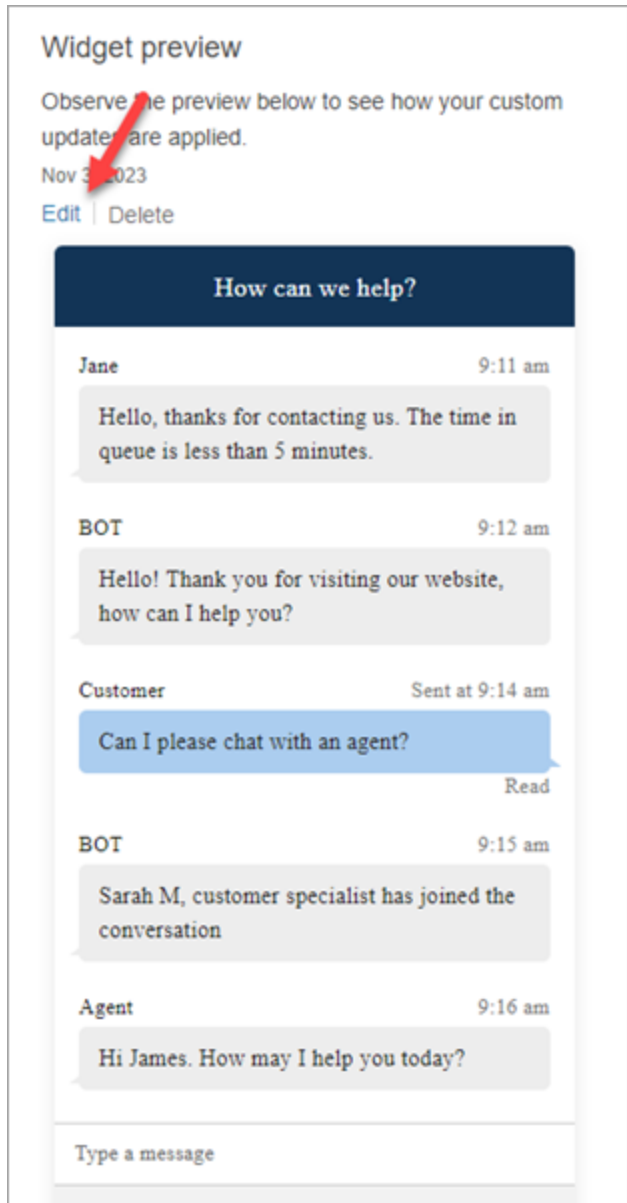 Widget preview
Observe the preview below to see how your custom
updates are applied.
Nov 3, 2023
Edit | Delete
How can we help?
Jane 9:11 am
Hello, thanks for contacting us. The time in
queue is less than 5 minutes.
BOT 9:12 am
Hello! Thank you for visiting our website,
how can I help you?
Customer Sent at 9:14 am
Can I please chat with an agent?
Read
BOT 9:15 am
Sarah M, customer specialist has joined the
conversation
Agent 9:16 am
Hi James. How may I help you today?
Type a message